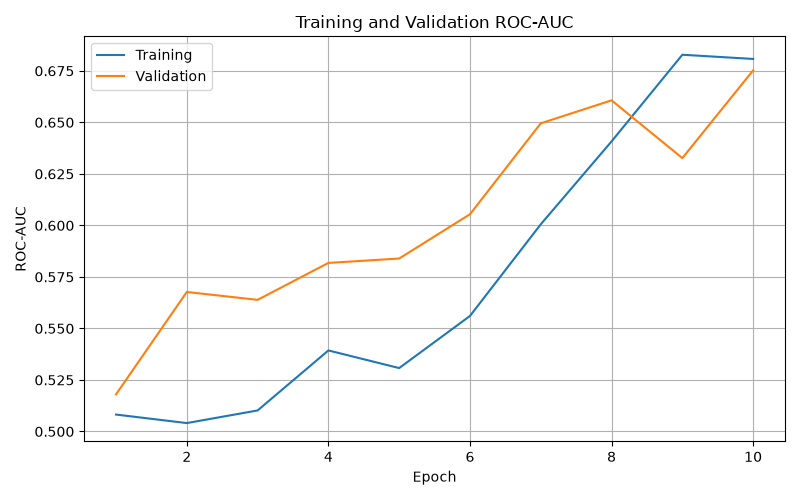 Training and Validation ROC-AUC
Training
Validation
0.675
0.650
0.625
0.600
0.575
0.550
0.525
0.500
ROC-AUC
2 4 6 8 10
Epoch